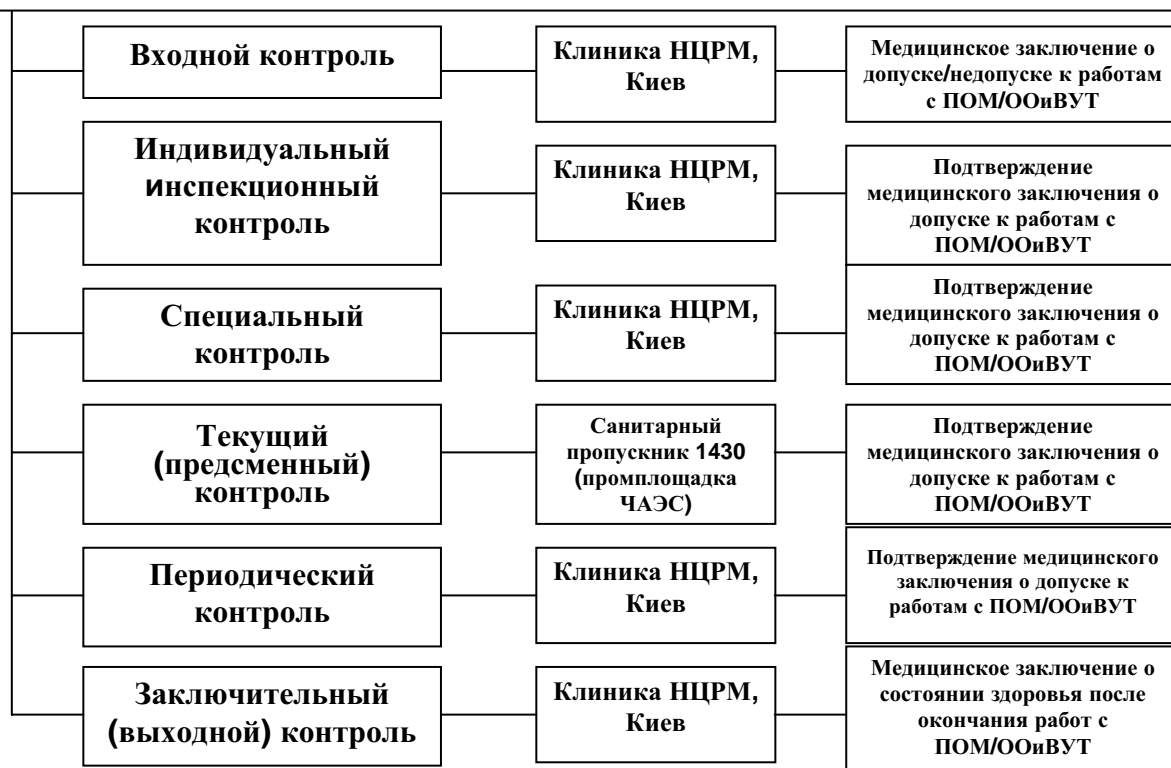 Входной контроль
Клиника НЦРМ,
Киев
Медицинское заключение о
допуске/недопуске к работам
с ПОМ/ООиВУТ
Индивидуальный
инспекционный
контроль
Клиника НЦРМ,
Киев
Подтверждение
медицинского заключения о
допуске к работам с
ПОМ/ООиВУТ
Специальный
контроль
Клиника НЦРМ,
Киев
Подтверждение
медицинского заключения о
допуске к работам с
ПОМ/ООиВУТ
Текущий
(предсменный)
контроль
Санитарный
пропускник 1430
(промплощадка
ЧАЭС)
Подтверждение
медицинского заключения о
допуске к работам с
ПОМ/ООиВУТ
Периодический
контроль
Клиника НЦРМ,
Киев
Подтверждение медицинского
заключения о допуске к
работам с ПОМ/ООиВУТ
Заключительный
(выходной) контроль
Клиника НЦРМ,
Киев
Медицинское заключение о
состоянии здоровья после
окончания работ с
ПОМ/ООиВУТ